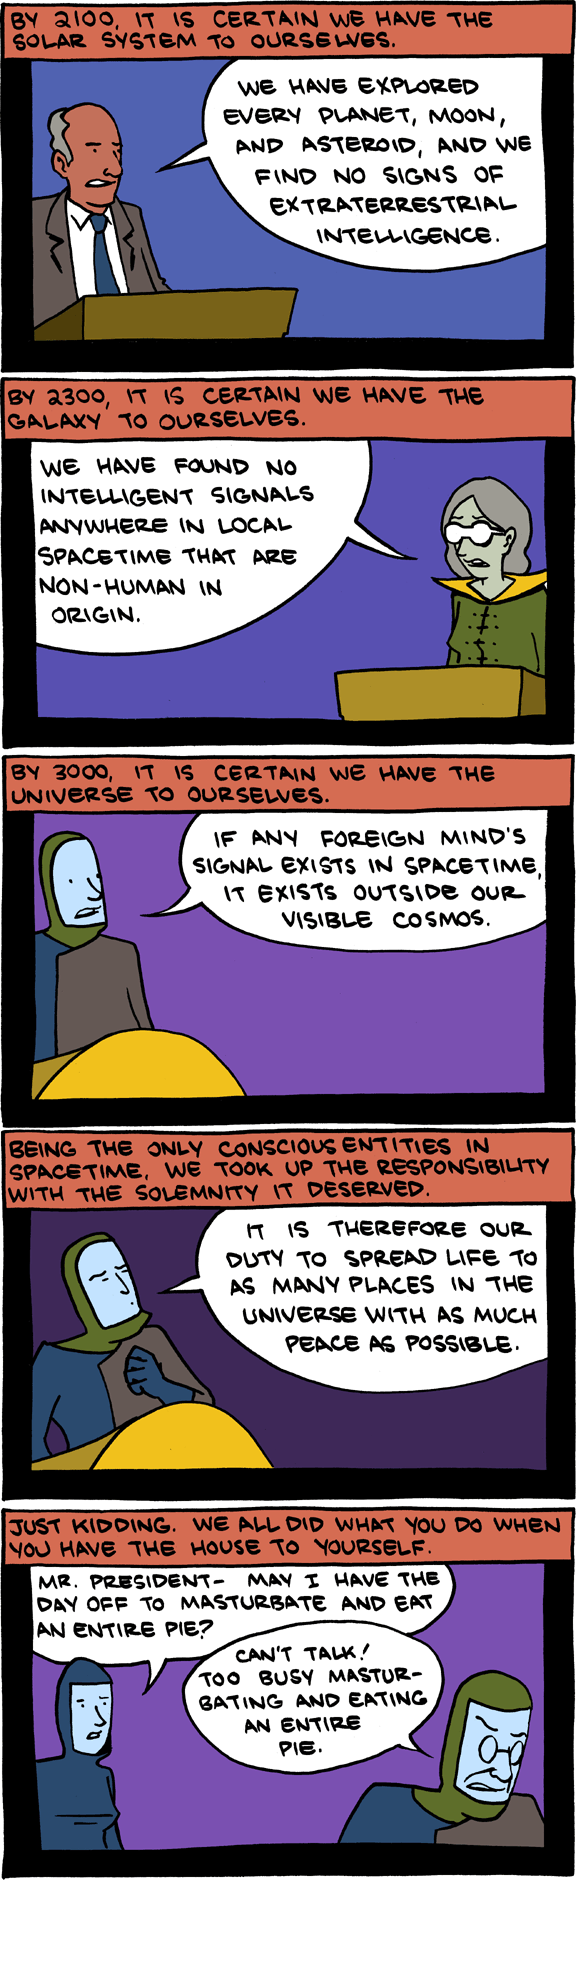 BY 2100, IT IS CERTAIN WE HAVE THE
SOLAR SYSTEM TO OURSELVES.
WE HAVE EXPLORED
EVERY PLANET, MOON,
AND ASTEROID, AND WE
FIND NO SIGNS OF
EXTRATERRESTRIAL
INTELLIGENCE.
BY 2300, IT IS CERTAIN WE HAVE THE
GALAXY TO OURSELVES.
WE HAVE FOUND NO
INTELLIGENT SIGNALS
ANYWHERE IN LOCAL
SPACETIME THAT ARE
NON-HUMAN IN
ORIGIN.
BY 3000, IT IS CERTAIN WE HAVE THE
UNIVERSE TO OURSELVES.
IF ANY FOREIGN MIND'S
SIGNAL EXISTS IN SPACETIME,
IT EXISTS OUTSIDE OUR
VISIBLE COSMOS.
BEING THE ONLY CONSCIOUS ENTITIES IN
SPACETIME, WE TOOK UP THE RESPONSIBILITY
WITH THE SOLEMNITY IT DESERVED.
IT IS THEREFORE OUR
DUTY TO SPREAD LIFE TO
AS MANY PLACES IN THE
UNIVERSE WITH AS MUCH
PEACE AS POSSIBLE.
JUST KIDDING. WE ALL DID WHAT YOU DO WHEN
YOU HAVE THE HOUSE TO YOURSELF.
MR. PRESIDENT- MAY I HAVE THE
DAY OFF TO MASTURBATE AND EAT
AN ENTIRE PIE?
CAN'T TALK!
TOO BUSY MASTUR-
BATING AND EATING
AN ENTIRE
PIE.